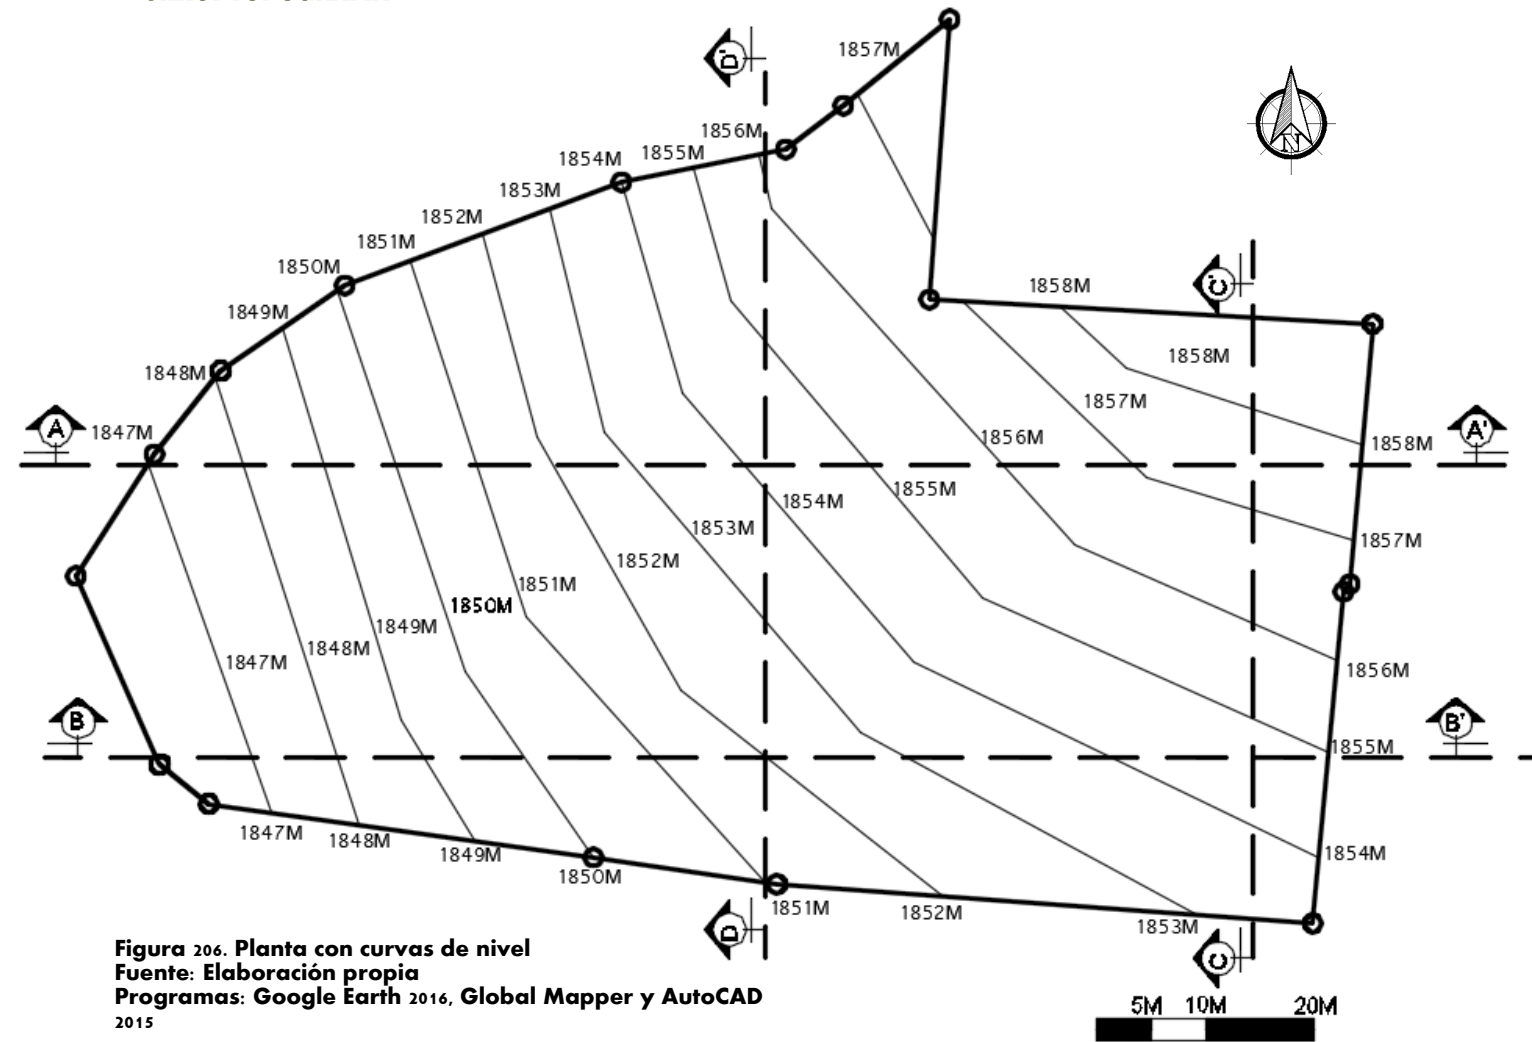 1857M
D'
1856M
1855M
1854M
1853M
1852M
1851M
1850M
1849M
1848M
1847M
N
C'
1858M
1858M
1857M
1856M
1858M
A
A'
1855M
1854M
1853M
1852M
1851M
1850M
1849M
1848M
1847M
1857M
1856M
B
B'
1855M
1854M
1847M
1848M
1849M
1850M
1851M
1852M
1853M
D
C
Figura 206. Planta con curvas de nivel
Fuente: Elaboración propia
Programas: Google Earth 2016, Global Mapper y AutoCAD
2015
5M 10M 20M